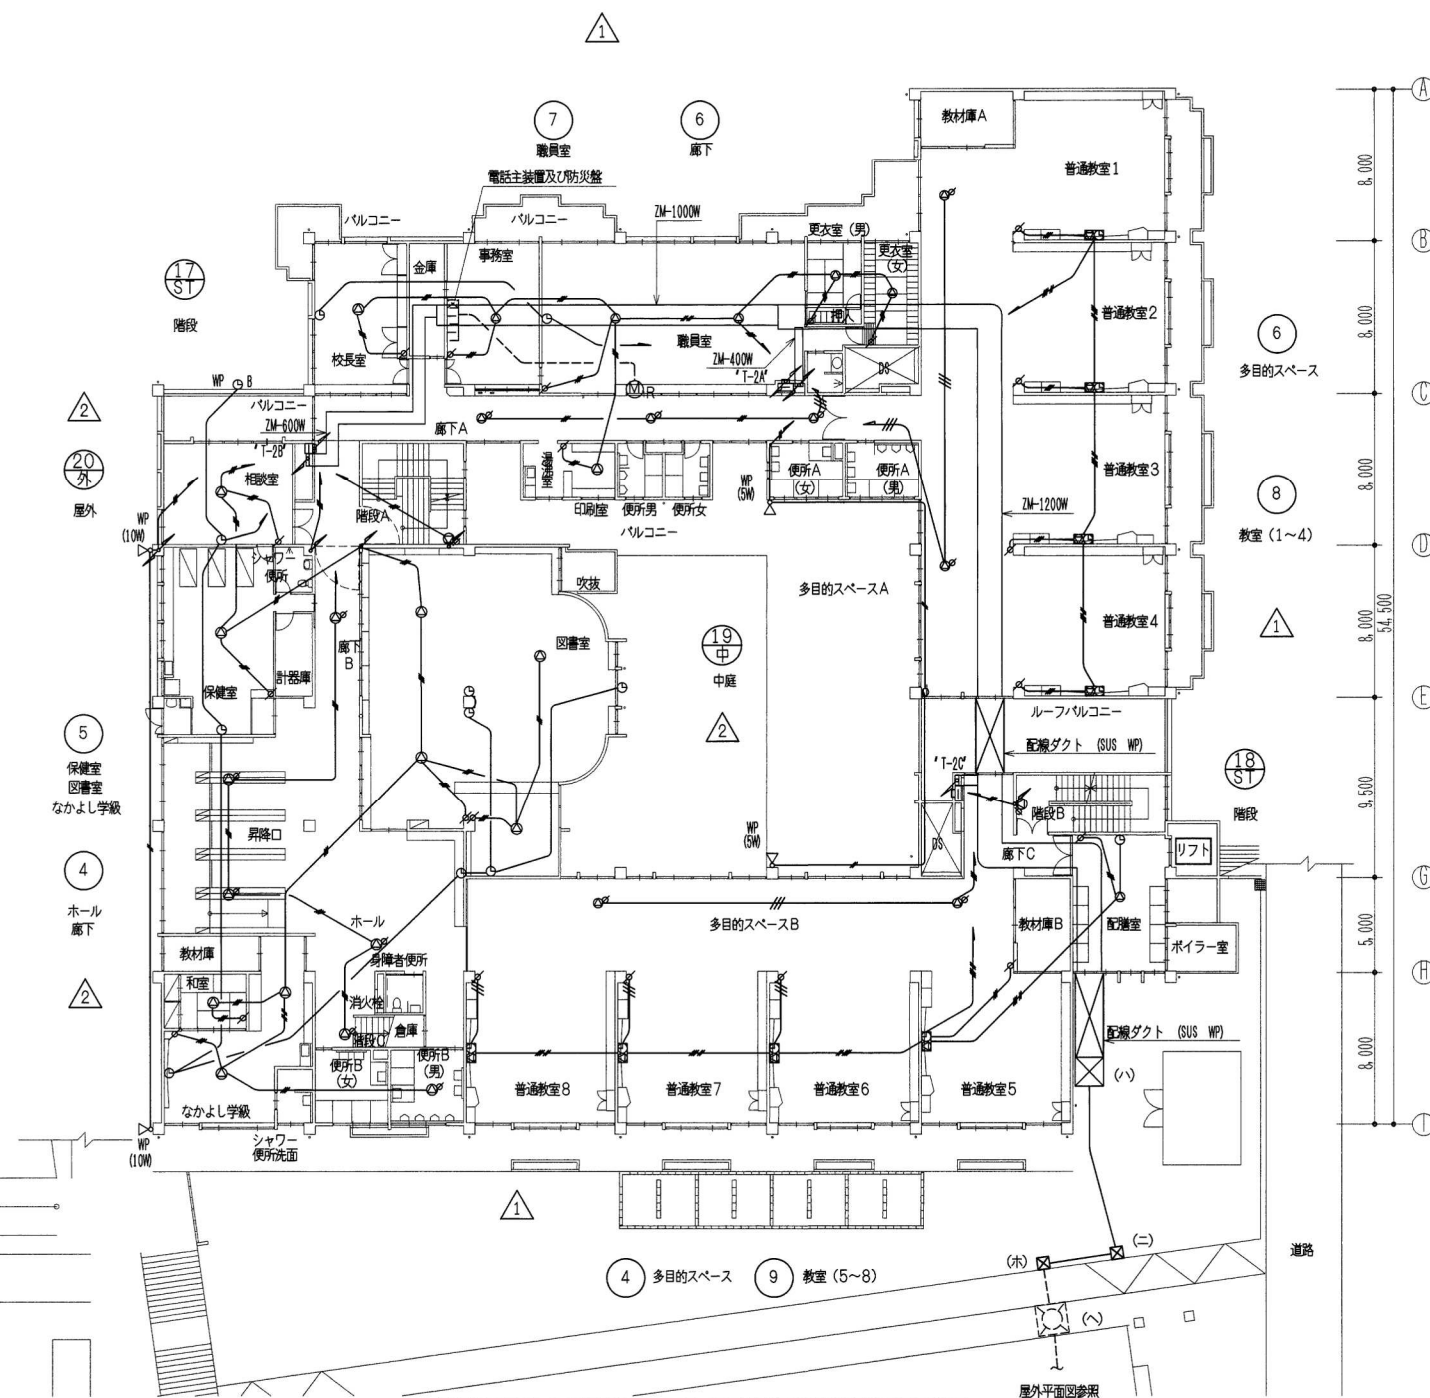 1
7
職員室
6
廊下
電話主装置及び防災盤
教材庫A
普通教室1
A
8,000
バルコニー
バルコニー
ZM-1000W
更衣室(男)
更衣室
(女)
B
17
ST
階段
金庫
事務室
校長室
職員室
押入
ZM-400W
"T-2A"
DS
R
普通教室2
8,000
6
多目的スペース
C
WP
B
バルコニー
ZM-600W
"T-2B"
2
20
外
屋外
相談室
廊下A
湯沸室
印刷室
便所男
便所女
便所A
(女)
便所A
(男)
WP
(5W)
バルコニー
普通教室3
8,000
8
教室(1~4)
ZM-1200W
WP
(10W)
階段A
D
シャワー
便所
吹抜
多目的スペースA
普通教室4
1
8,000
54,500
図書室
19
中
中庭
2
廊下
B
計器庫
保健室
E
5
保健室
図書室
なかよし学級
ルーフバルコニー
配線ダクト (SUS WP)
"T-2C"
18
ST
階段
9,500
昇降口
WP
(5W)
階段B
DS
廊下C
リフト
4
ホール
廊下
G
ホール
多目的スペースB
教材庫B
配膳室
ボイラー室
5,000
教材庫
身障者便所
H
2
和室
消火栓
階段C
倉庫
配線ダクト (SUS WP)
8,000
便所B
(女)
便所B
(男)
普通教室8
普通教室7
普通教室6
普通教室5
(ハ)
なかよし学級
シャワー
便所洗面
WP
(10W)
I
1
4
多目的スペース
9
教室(5~8)
(ホ)
(ニ)
道路
(ヘ)
屋外平面図参照